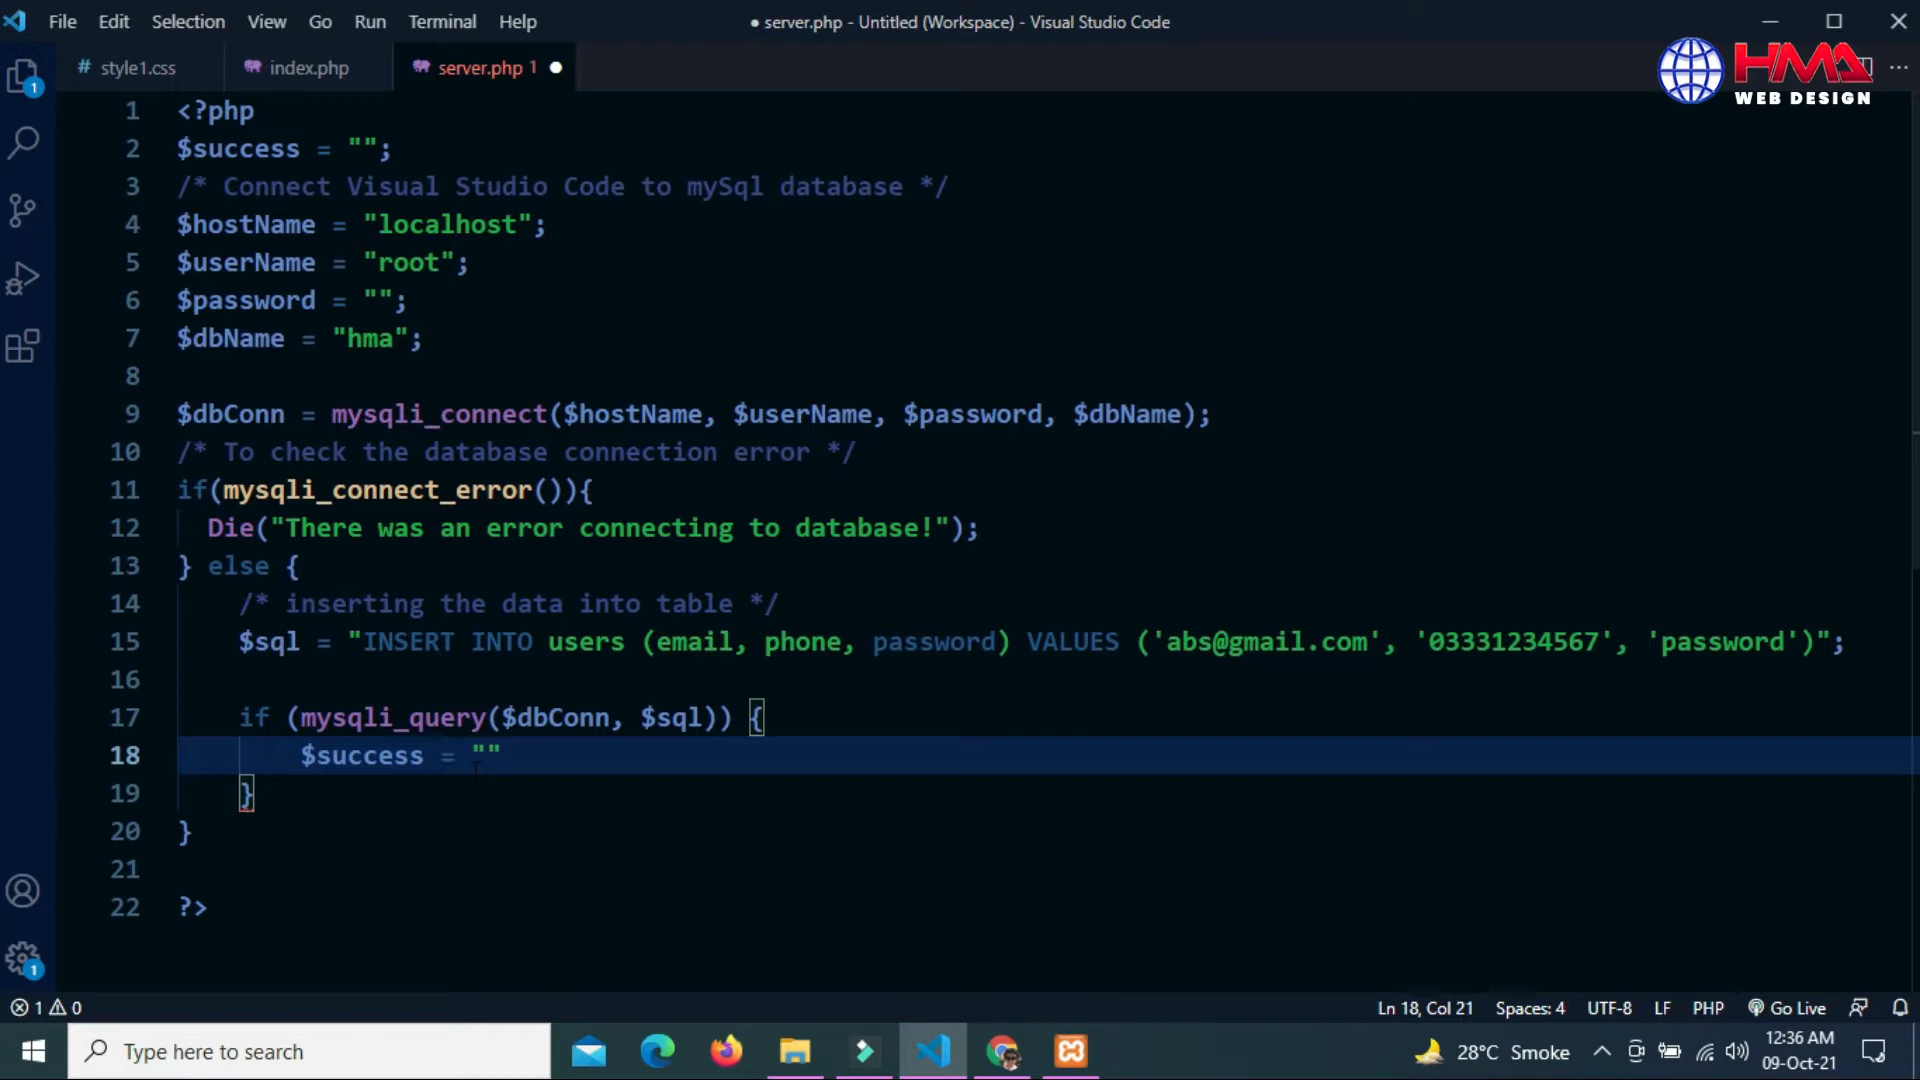 File Edit Selection View Go Run Terminal Help
● server.php - Untitled (Workspace) - Visual Studio Code
# style1.css index.php server.php 1 ●
HMA
WEB DESIGN
1 <?php
2 $success = "";
3 /* Connect Visual Studio Code to mySql database */
4 $hostName = "localhost";
5 $userName = "root";
6 $password = "";
7 $dbName = "hma";
8
9 $dbConn = mysqli_connect($hostName, $userName, $password, $dbName);
10 /* To check the database connection error */
11 if(mysqli_connect_error()){
12 Die("There was an error connecting to database!");
13 } else {
14 /* inserting the data into table */
15 $sql = "INSERT INTO users (email, phone, password) VALUES ('abs@gmail.com', '03331234567', 'password')";
16
17 if (mysqli_query($dbConn, $sql)) {
18 $success = ""
19 }
20 }
21
22 ?>
1
1
1 0
Ln 18, Col 21 Spaces: 4 UTF-8 LF PHP Go Live
Type here to search
28°C Smoke
12:36 AM
09-Oct-21